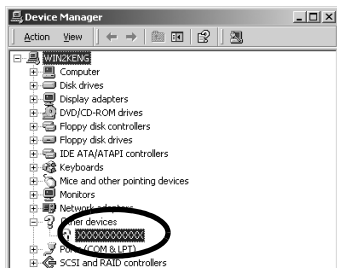 Device Manager
Action View
WIN2KENG
Computer
Disk drives
Display adapters
DVD/CD-ROM drives
Floppy disk controllers
Floppy disk drives
IDE ATA/ATAPI controllers
Keyboards
Mice and other pointing devices
Monitors
Network adapters
Other devices
XXXXXXXXXXXX
Ports (COM & LPT)
SCSI and RAID controllers